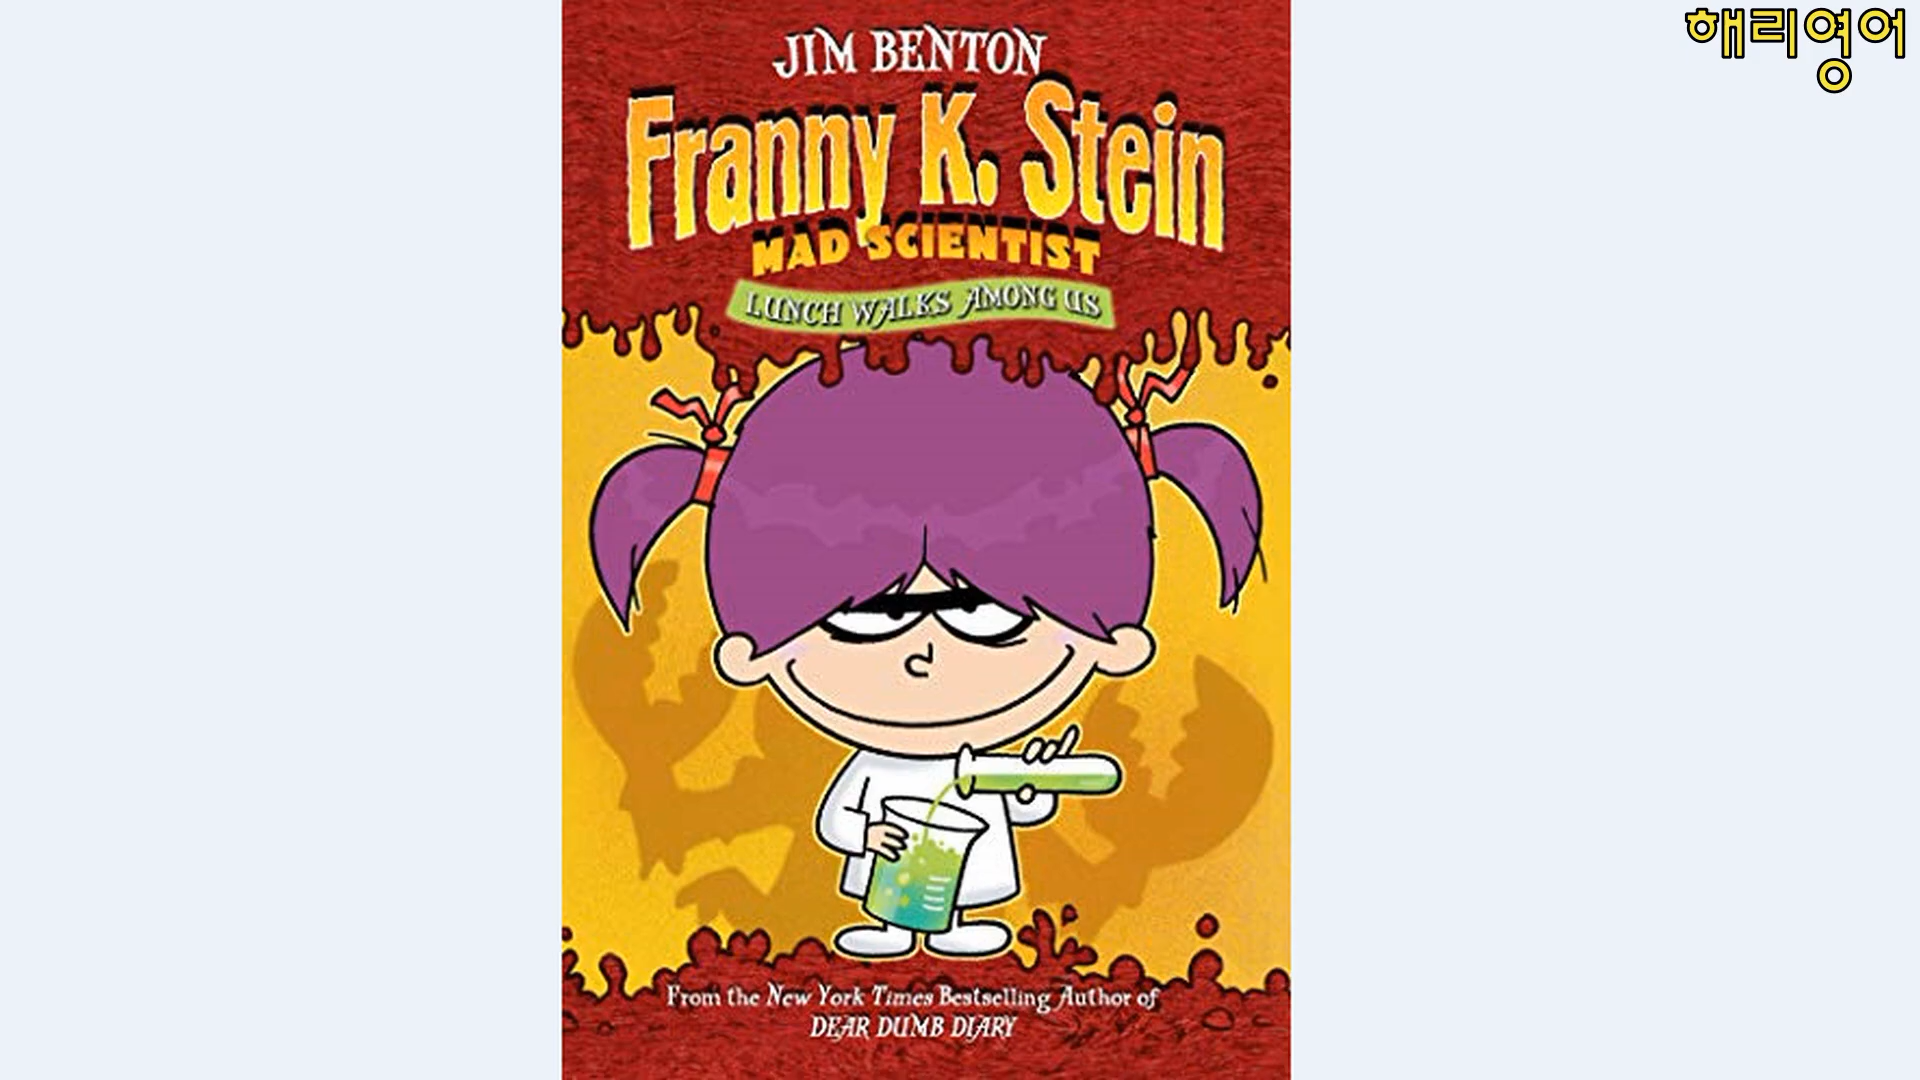 해리영어
JIM BENTON
Franny K. Stein
MAD SCIENTIST
LUNCH WALKS AMONG US
From the New York Times Bestselling Author of
DEAR DUMB DIARY